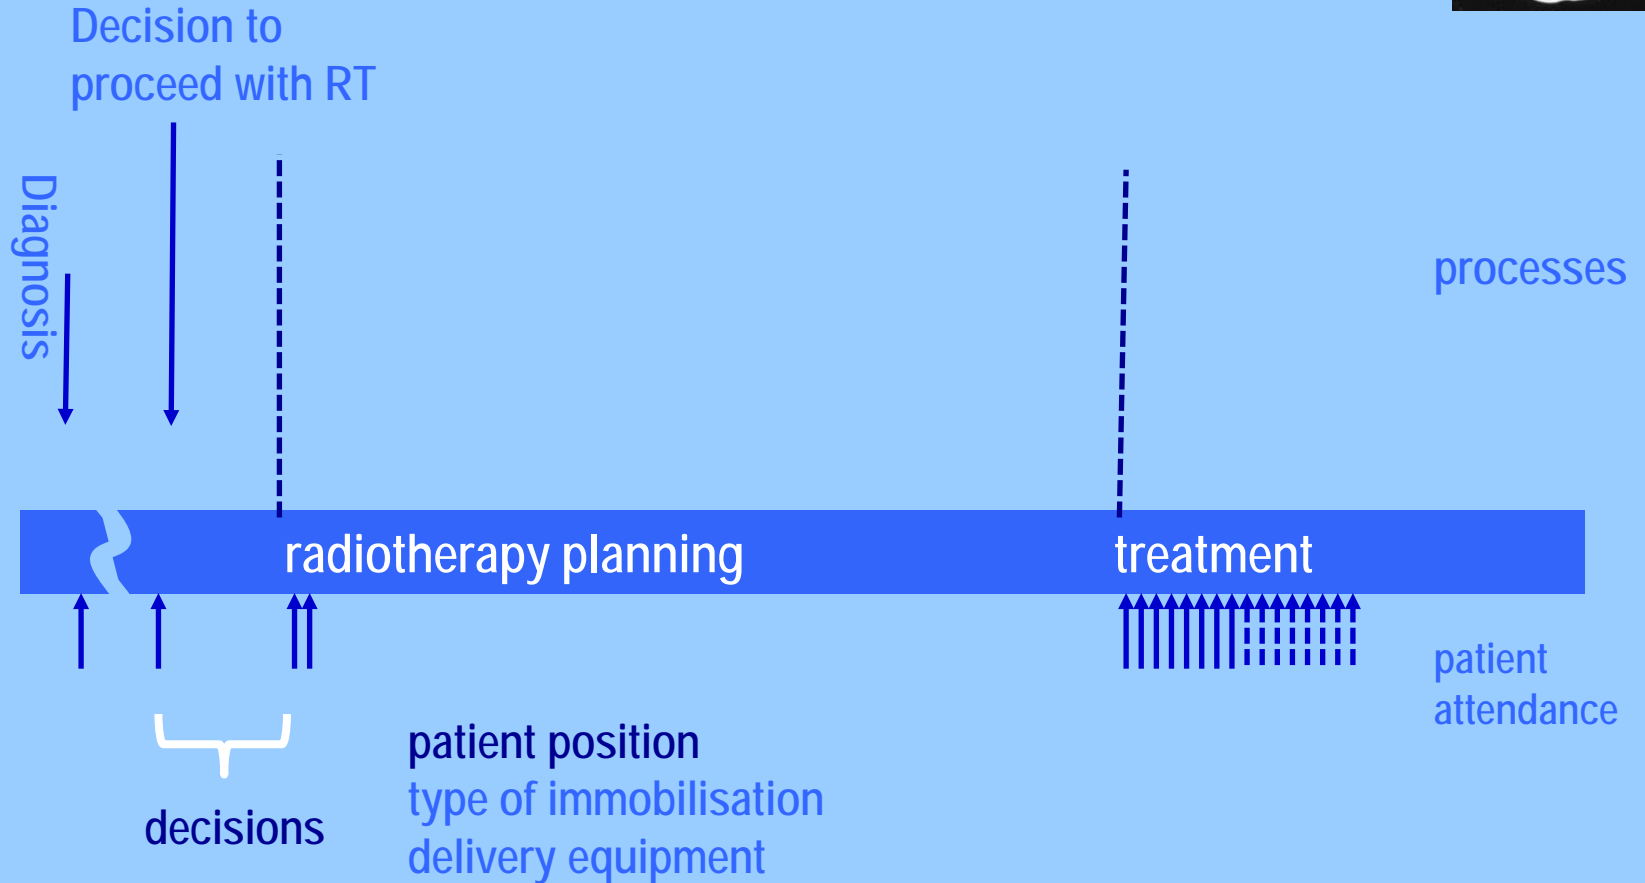 Decision to
proceed with RT
Diagnosis
processes
radiotherapy planning
treatment
patient
attendance
decisions
patient position
type of immobilisation
delivery equipment